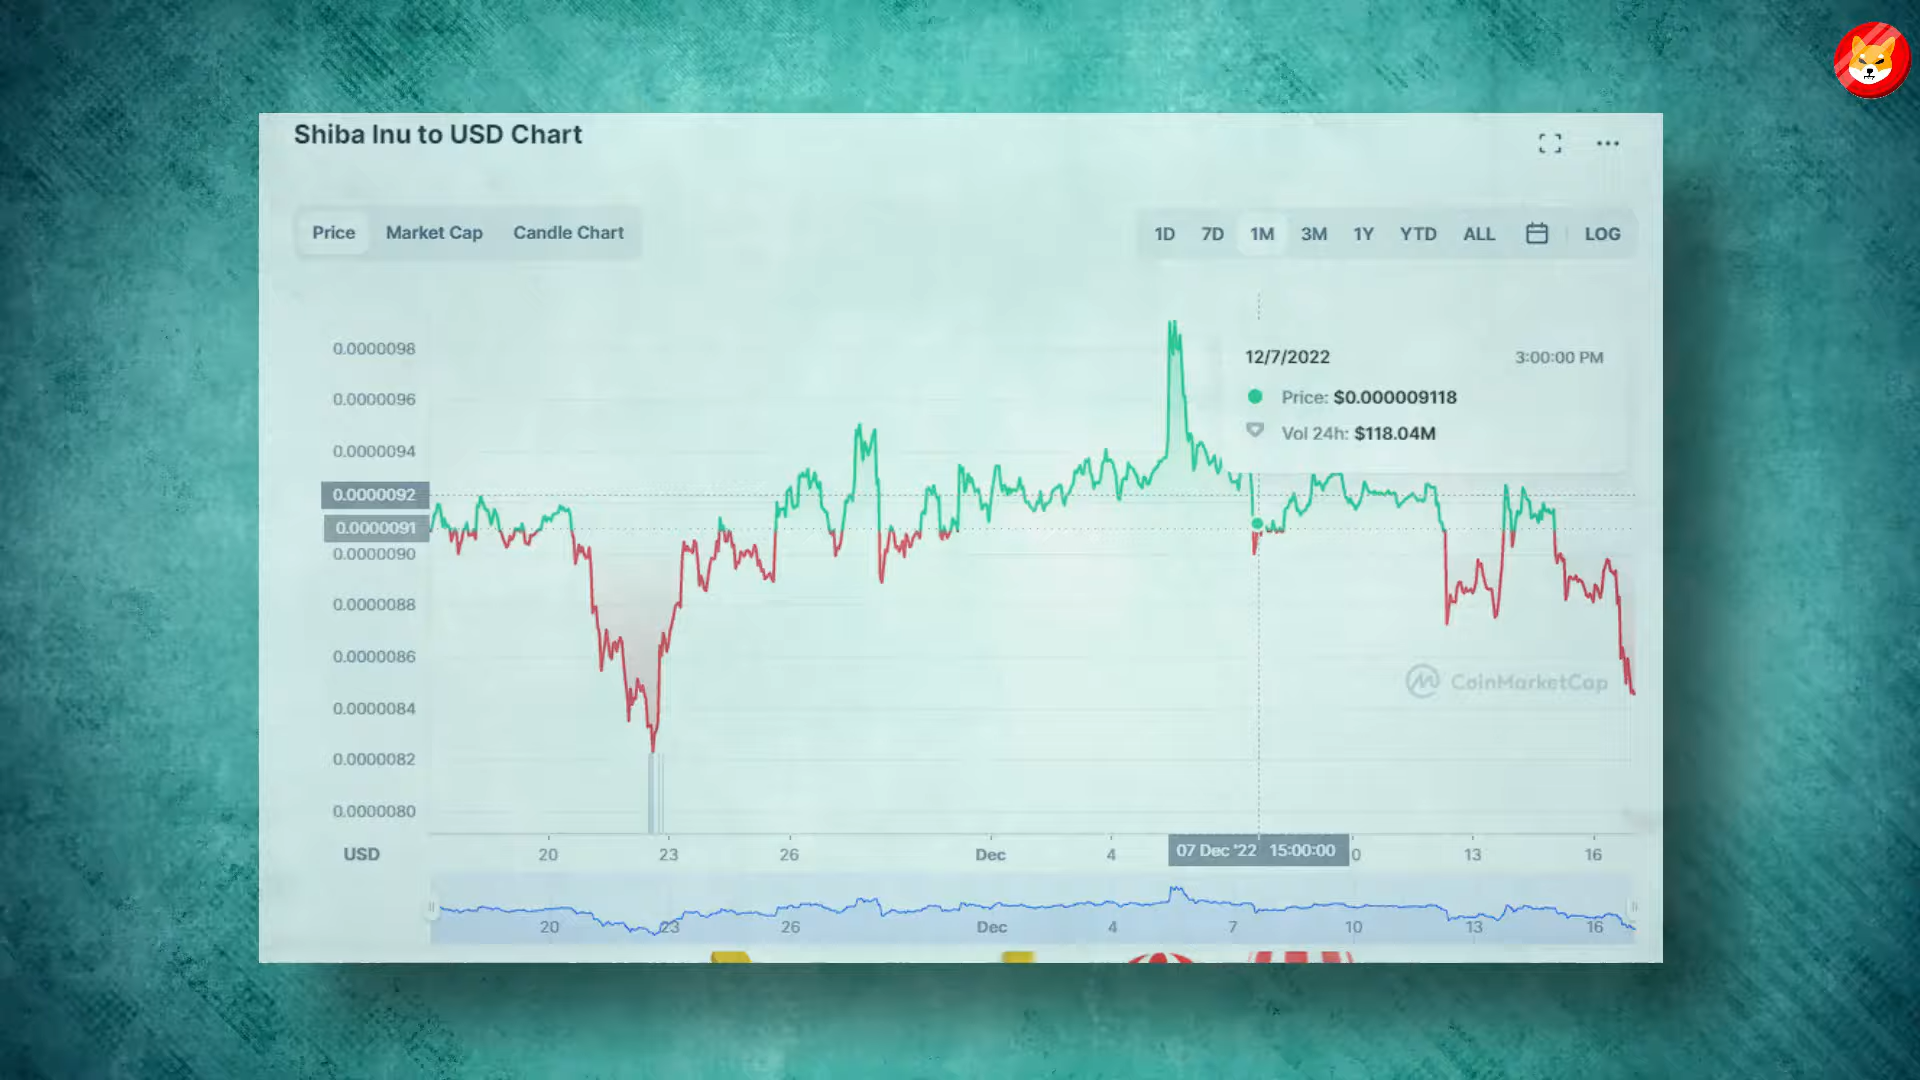 Shiba Inu to USD Chart
Price Market Cap Candle Chart
1D 7D 1M 3M 1Y YTD ALL LOG
12/7/2022 3:00:00 PM
Price: $0.000009118
Vol 24h: $118.04M
0.0000098
0.0000096
0.0000094
0.0000092
0.0000091
0.0000090
0.0000088
0.0000086
0.0000084
0.0000082
0.0000080
CoinMarketCap
USD 20 23 26 Dec 4 07 Dec '22 15:00:00 0 13 16
20 23 26 Dec 4 7 10 13 16